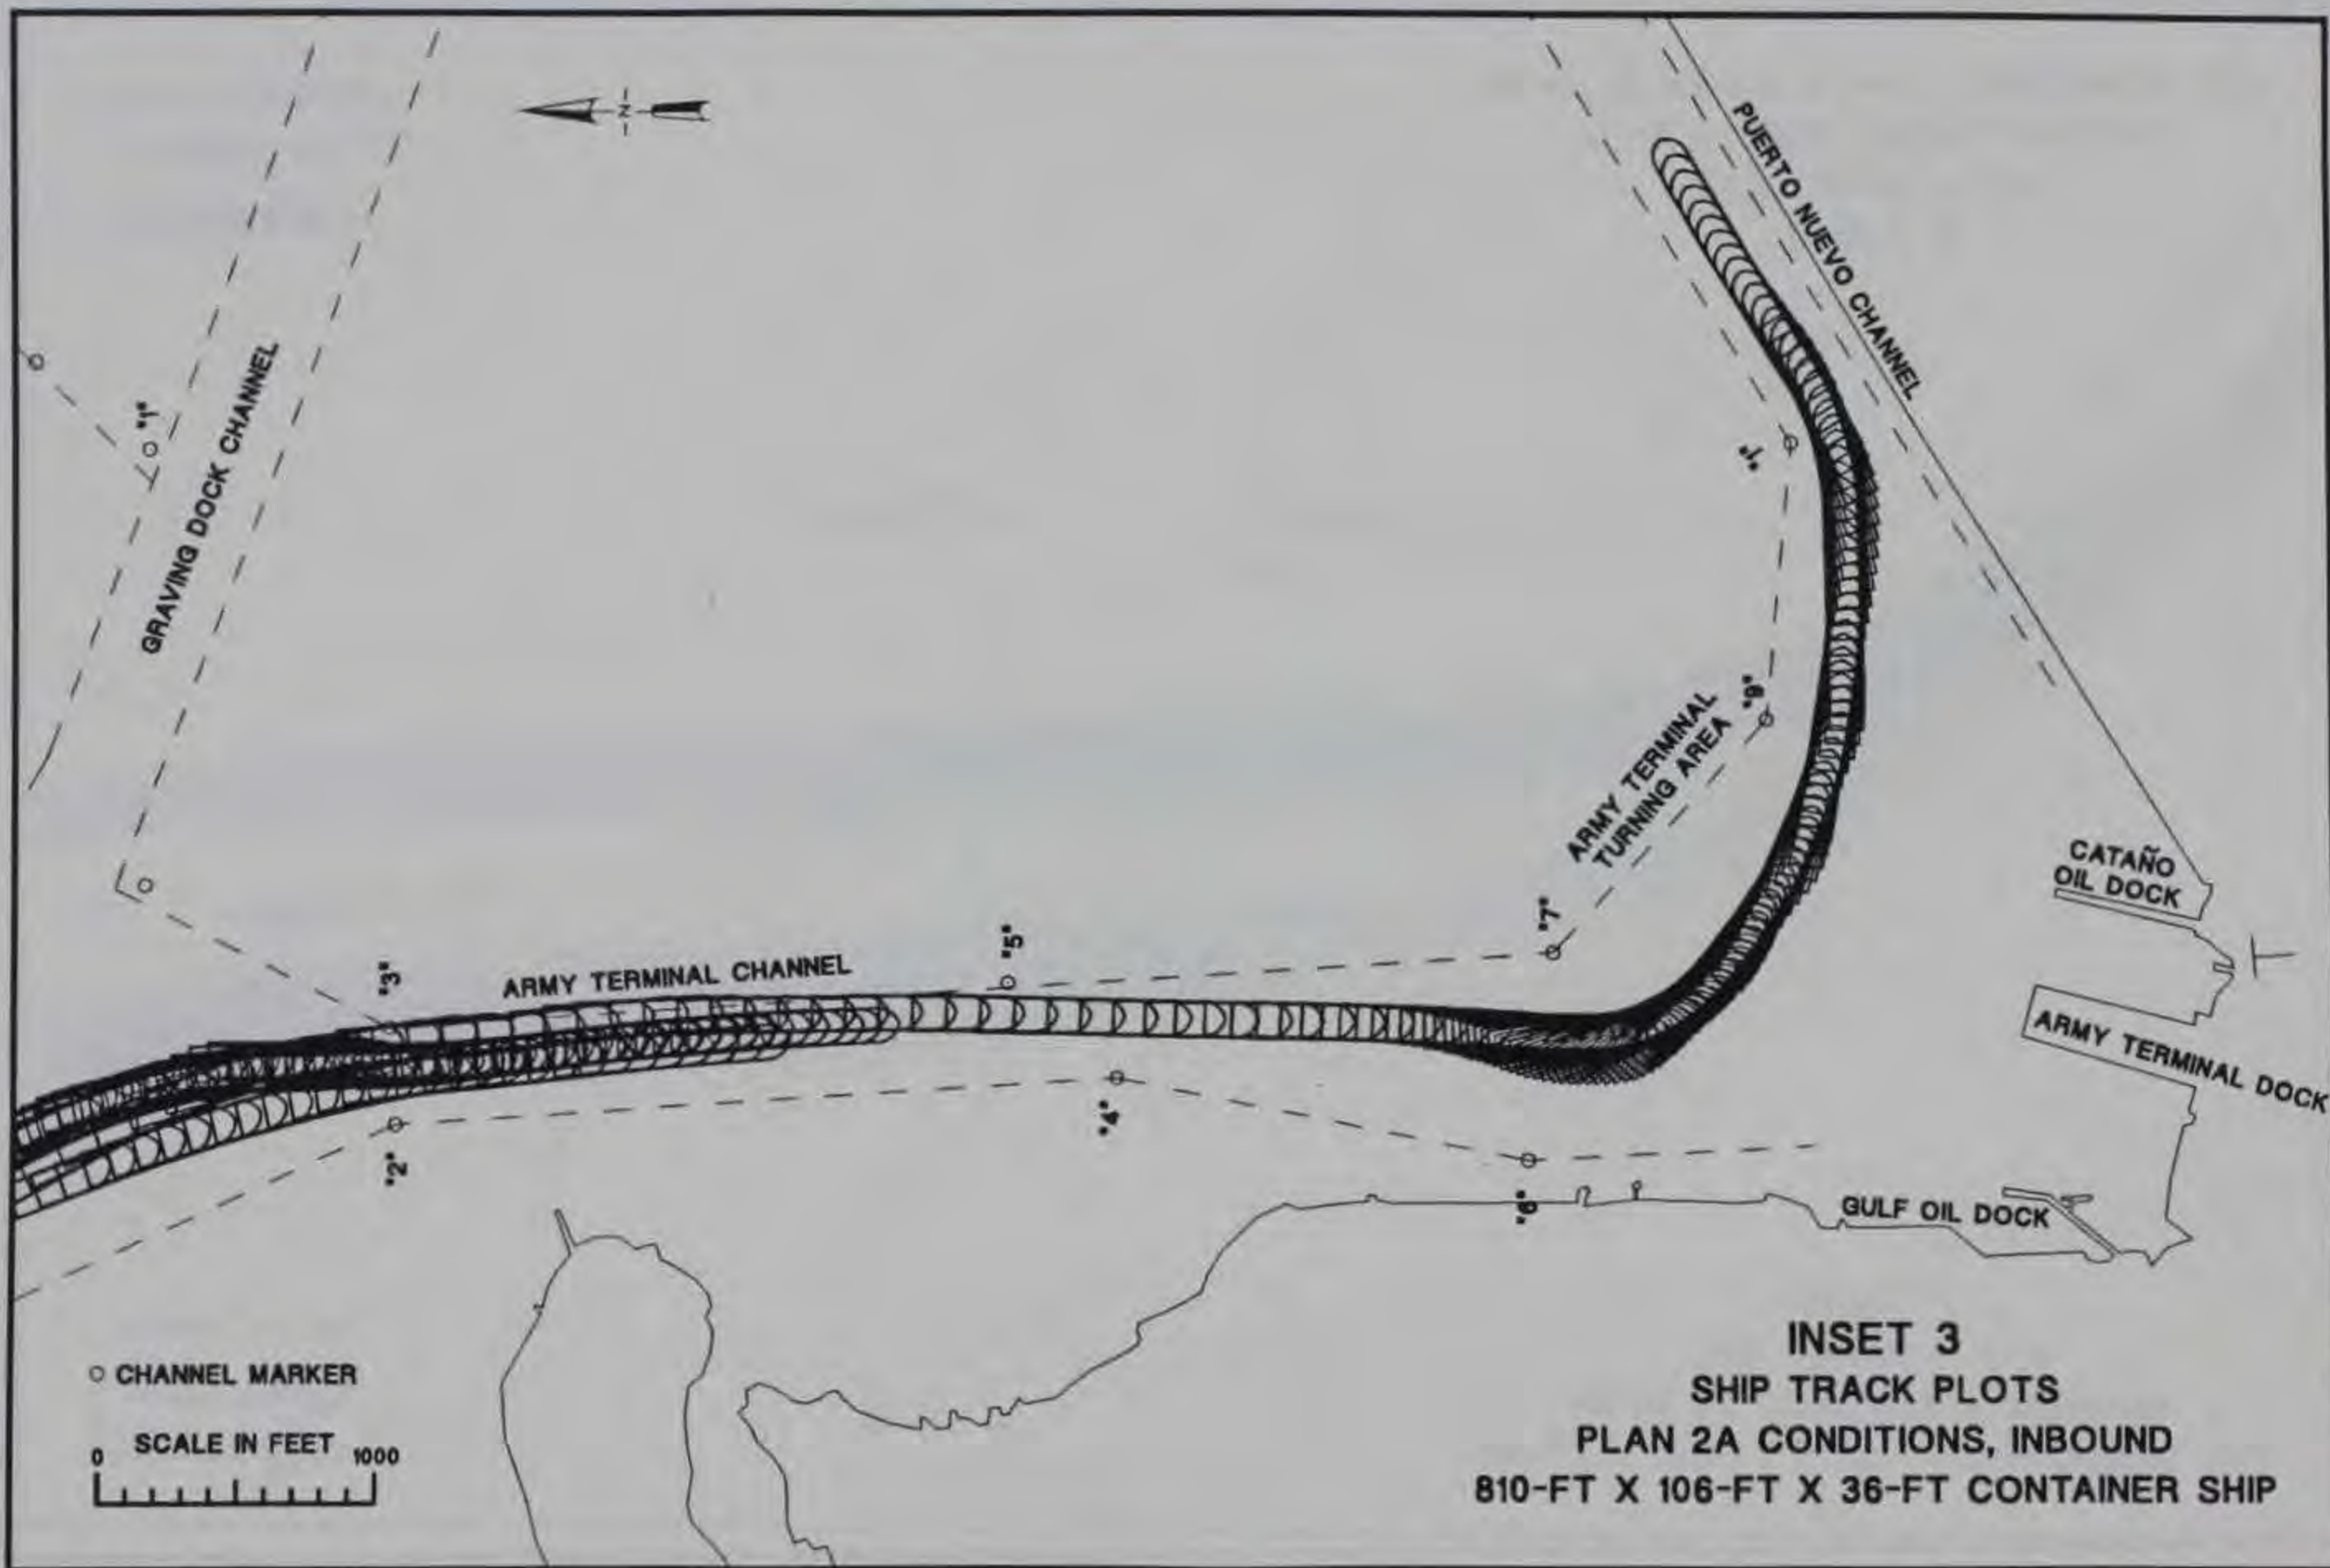 N
PUERTO NUEVO CHANNEL
"1"
GRAVING DOCK CHANNEL
"J"
"9"
ARMY TERMINAL
TURNING AREA
"7"
"5"
"3"
ARMY TERMINAL CHANNEL
CATAÑO
OIL DOCK
ARMY TERMINAL DOCK
"4"
"2"
"6"
GULF OIL DOCK
CHANNEL MARKER
SCALE IN FEET
0 1000
INSET 3
SHIP TRACK PLOTS
PLAN 2A CONDITIONS, INBOUND
810-FT X 106-FT X 36-FT CONTAINER SHIP